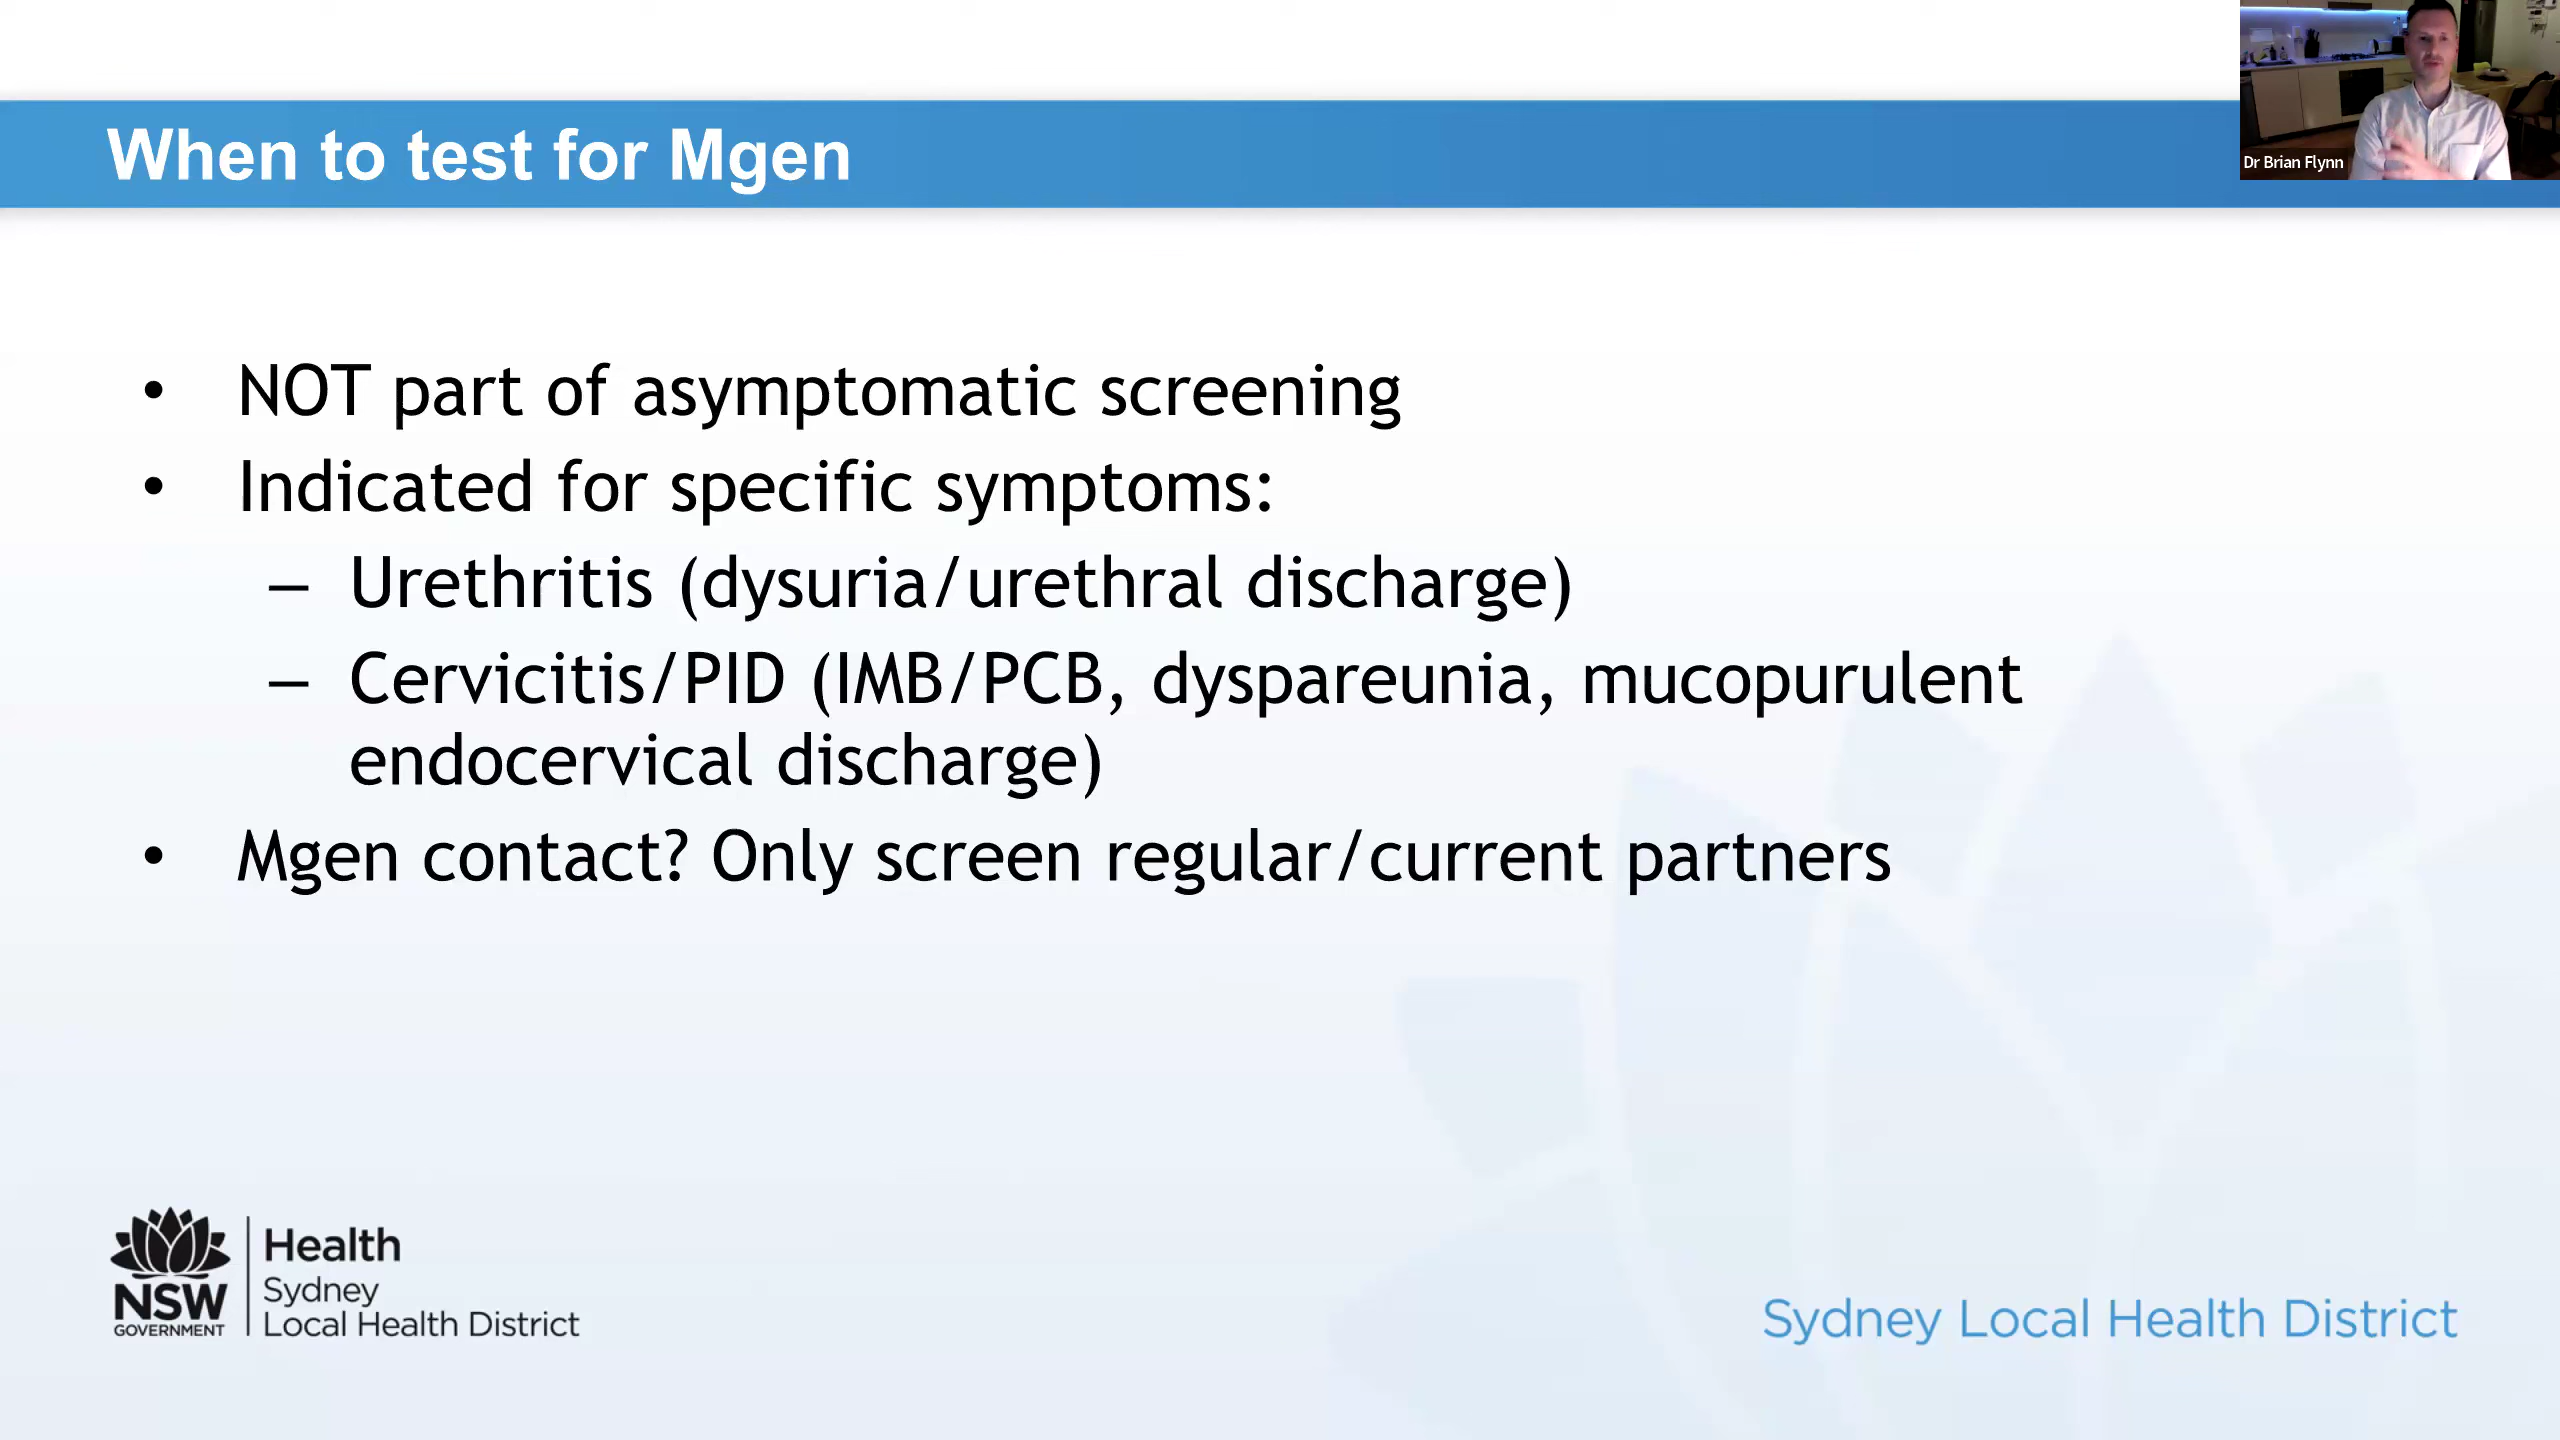 When to test for Mgen
Dr Brian Flynn
• NOT part of asymptomatic screening
• Indicated for specific symptoms:
– Urethritis (dysuria/urethral discharge)
– Cervicitis/PID (IMB/PCB, dyspareunia, mucopurulent
endocervical discharge)
• Mgen contact? Only screen regular/current partners
Health
Sydney
Local Health District
NSW
GOVERNMENT
Sydney Local Health District